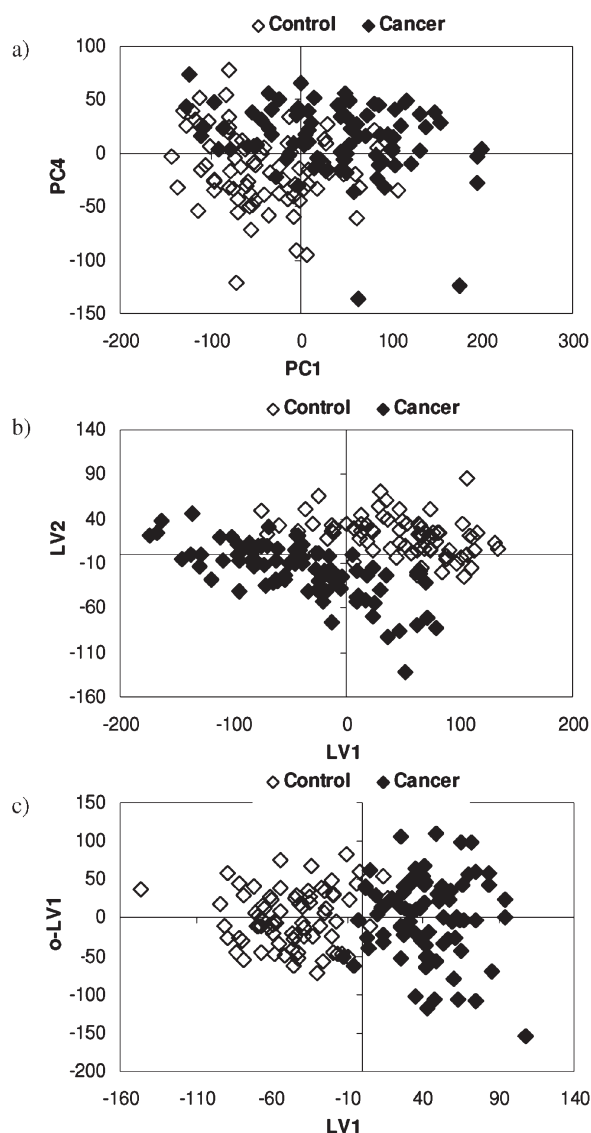 a)
◇ Control ◆ Cancer
100
50
0
-50
-100
-150
PC4
-200 -100 0 100 200 300
PC1
b)
◇ Control ◆ Cancer
140
90
40
-10
-60
-110
-160
LV2
-200 -100 0 100 200
LV1
c)
◇ Control ◆ Cancer
150
100
50
0
-50
-100
-150
-200
o-LV1
-160 -110 -60 -10 40 90 140
LV1